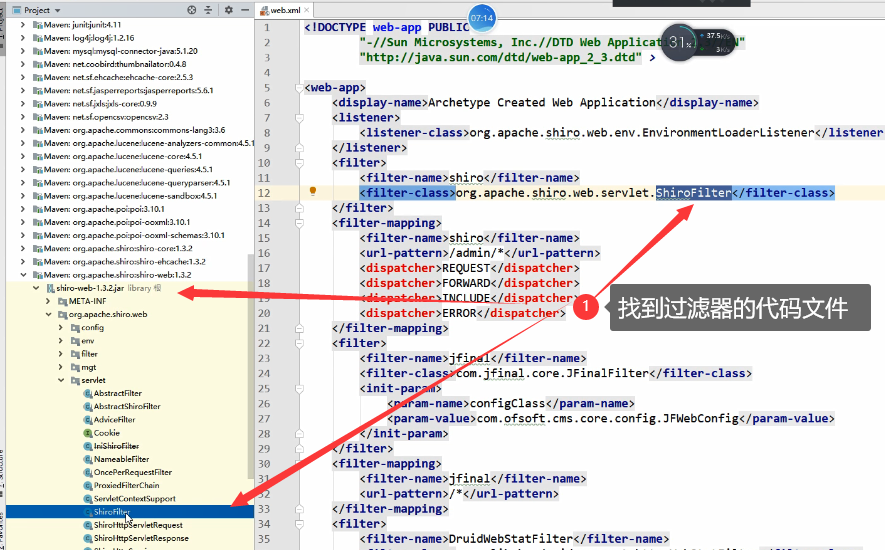 Project
web.xml
07:14
31%
37.5K/s
3K/s
Maven: junit:junit:4.11
Maven: log4j:log4j:1.2.16
Maven: mysql:mysql-connector-java:5.1.20
Maven: net.coobird:thumbnailator:0.4.8
Maven: net.sf.ehcache:ehcache-core:2.5.3
Maven: net.sf.jasperreports:jasperreports:5.6.1
Maven: net.sf.jxls:jxls-core:0.9.9
Maven: net.sf.opencsv:opencsv:2.3
Maven: org.apache.commons:commons-lang3:3.6
Maven: org.apache.lucene:lucene-analyzers-common:4.5.1
Maven: org.apache.lucene:lucene-core:4.5.1
Maven: org.apache.lucene:lucene-queries:4.5.1
Maven: org.apache.lucene:lucene-queryparser:4.5.1
Maven: org.apache.lucene:lucene-sandbox:4.5.1
Maven: org.apache.poi:poi:3.10.1
Maven: org.apache.poi:poi-ooxml:3.10.1
Maven: org.apache.poi:poi-ooxml-schemas:3.10.1
Maven: org.apache.shiro:shiro-core:1.3.2
Maven: org.apache.shiro:shiro-ehcache:1.3.2
Maven: org.apache.shiro:shiro-web:1.3.2
shiro-web-1.3.2.jar library 根
META-INF
org.apache.shiro.web
config
env
filter
mgt
servlet
AbstractFilter
AbstractShiroFilter
AdviceFilter
Cookie
IniShiroFilter
NameableFilter
OncePerRequestFilter
ProxiedFilterChain
ServletContextSupport
ShiroFilter
ShiroHttpServletRequest
ShiroHttpServletResponse
1 <!DOCTYPE web-app PUBLIC
2 "-//Sun Microsystems, Inc.//DTD Web Application
3 "http://java.sun.com/dtd/web-app_2_3.dtd" >
4
5 <web-app>
6 <display-name>Archetype Created Web Application</display-name>
7 <listener>
8 <listener-class>org.apache.shiro.web.env.EnvironmentLoaderListener</listener
9 </listener>
10 <filter>
11 <filter-name>shiro</filter-name>
12 <filter-class>org.apache.shiro.web.servlet.ShiroFilter</filter-class>
13 </filter>
14 <filter-mapping>
15 <filter-name>shiro</filter-name>
16 <url-pattern>/admin/*</url-pattern>
17 <dispatcher>REQUEST</dispatcher>
18 <dispatcher>FORWARD</dispatcher>
19 <dispatcher>INCLUDE</dispatcher>
20 <dispatcher>ERROR</dispatcher>
21 </filter-mapping>
22 <filter>
23 <filter-name>jfinal</filter-name>
24 <filter-class>com.jfinal.core.JFinalFilter</filter-class>
25 <init-param>
26 <param-name>configClass</param-name>
27 <param-value>com.ofsoft.cms.core.config.JFWebConfig</param-value>
28 </init-param>
29 </filter>
30 <filter-mapping>
31 <filter-name>jfinal</filter-name>
32 <url-pattern>/*</url-pattern>
33 </filter-mapping>
34 <filter>
35 <filter-name>DruidWebStatFilter</filter-name>
1 找到过滤器的代码文件